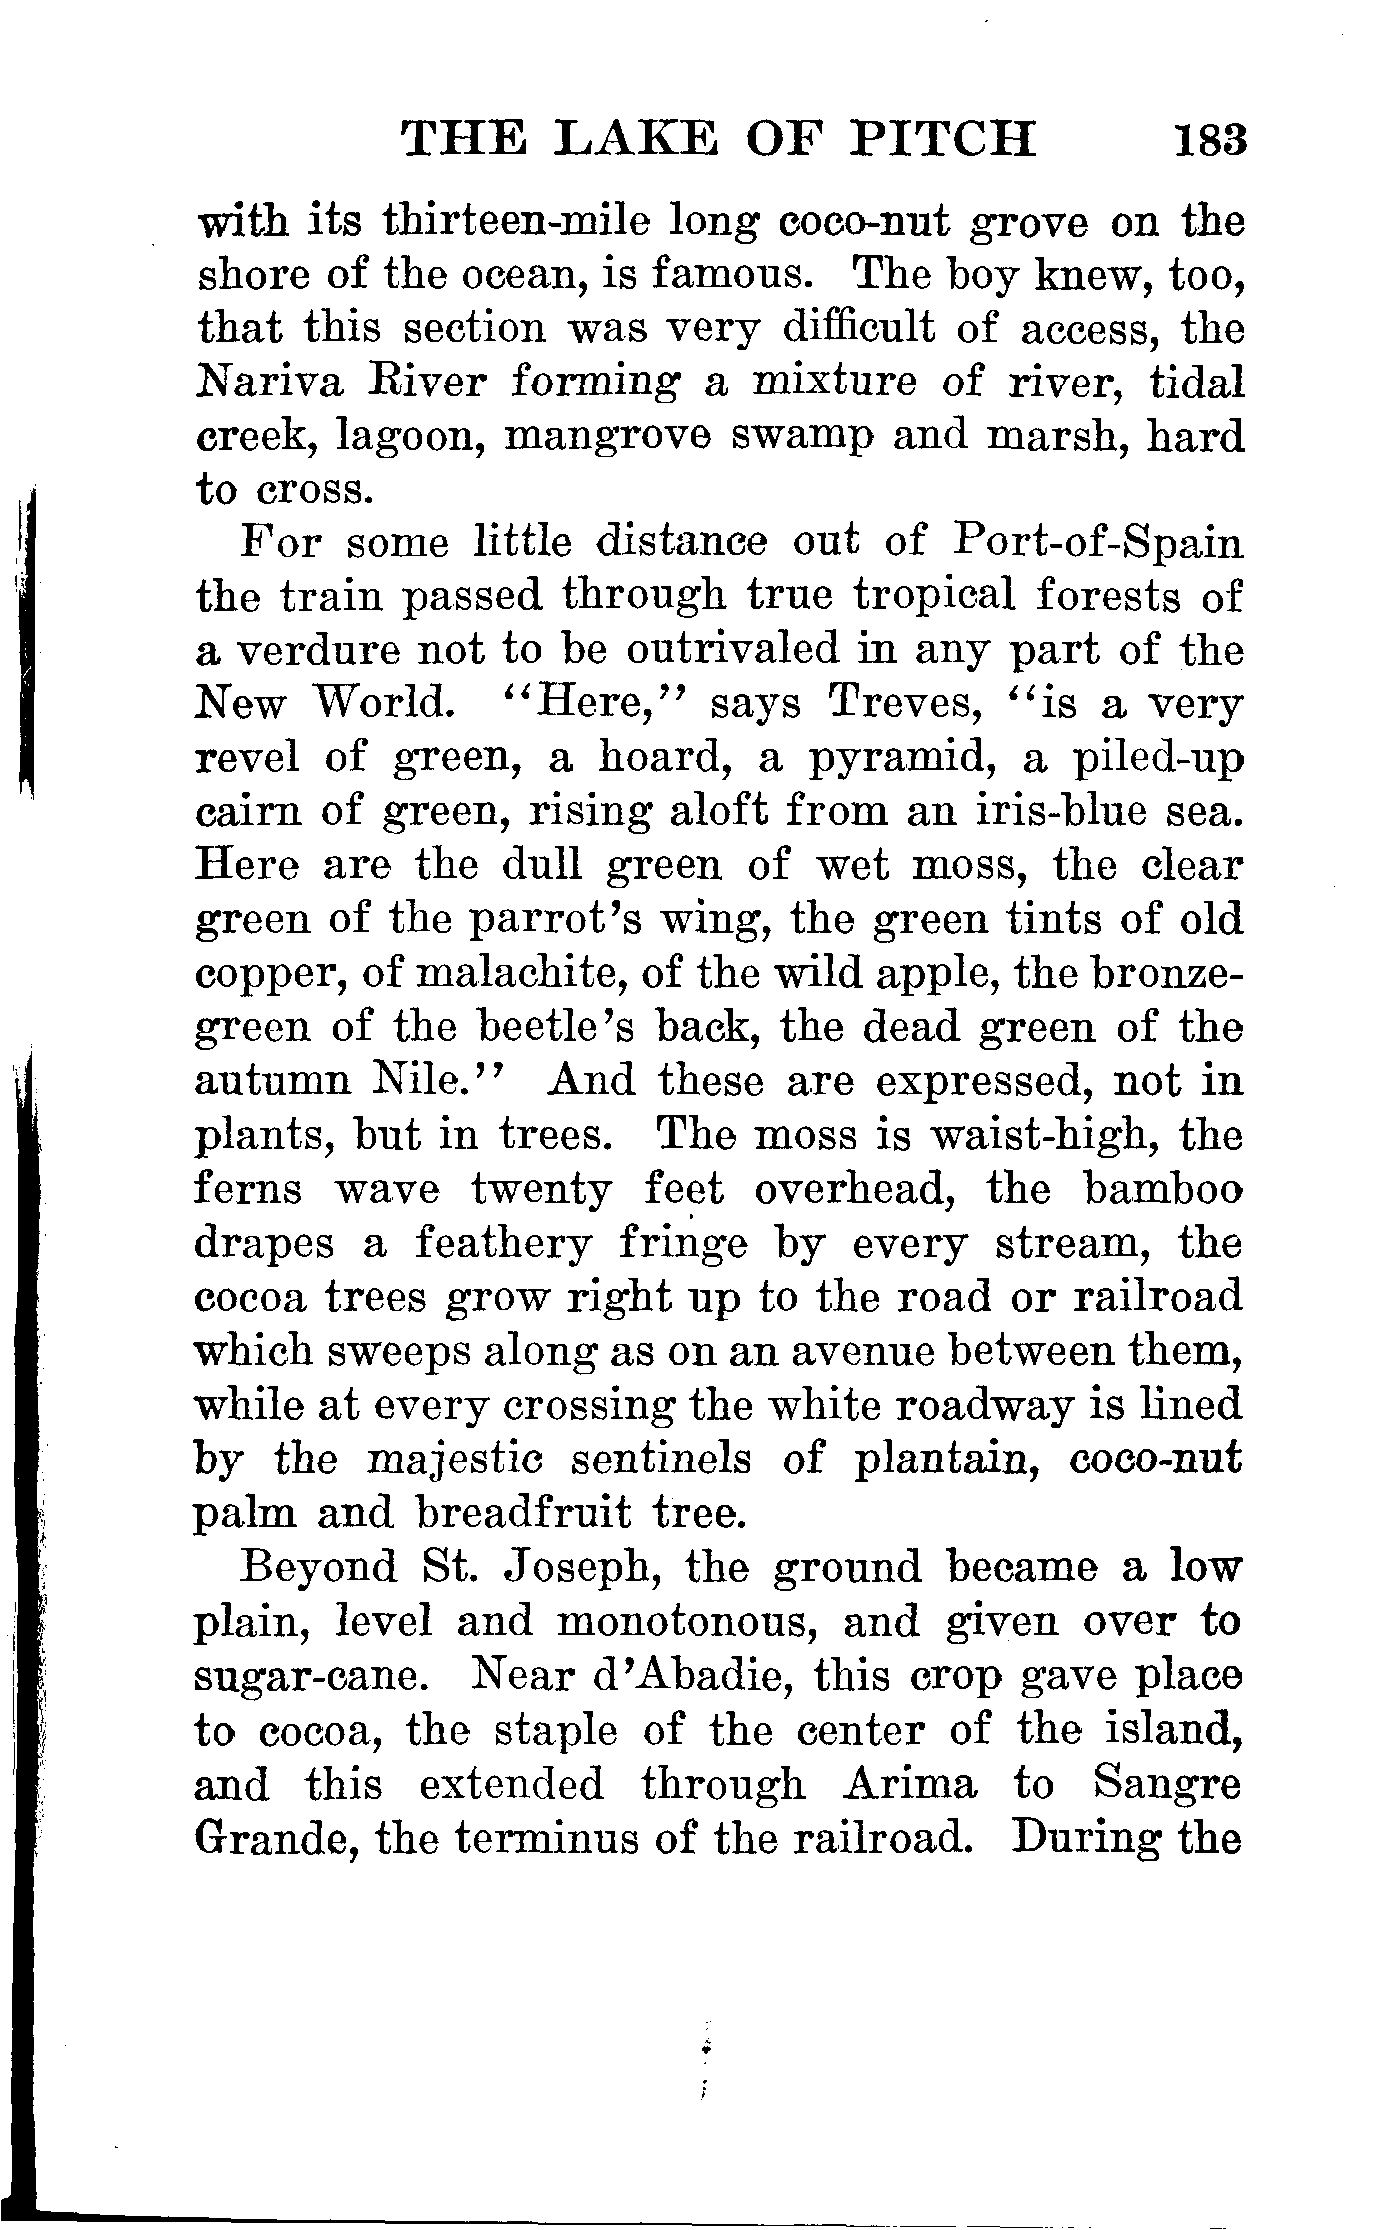 THE LAKE OF PITCH 183
with its thirteen-mile long coco-nut grove on the
shore of the ocean, is famous. The boy knew, too,
that this section was very difficult of access, the
Nariva River forming a mixture of river, tidal
creek, lagoon, mangrove swamp and marsh, hard
to cross.
For some little distance out of Port-of-Spain
the train passed through true tropical forests of
a verdure not to be outrivaled in any part of the
New World. "Here," says Treves, "is a very
revel of green, a hoard, a pyramid, a piled-up
cairn of green, rising aloft from an iris-blue sea.
Here are the dull green of wet moss, the clear
green of the parrot's wing, the green tints of old
copper, of malachite, of the wild apple, the bronze-
green of the beetle's back, the dead green of the
autumn Nile." And these are expressed, not in
plants, but in trees. The moss is waist-high, the
ferns wave twenty feet overhead, the bamboo
drapes a feathery fringe by every stream, the
cocoa trees grow right up to the road or railroad
which sweeps along as on an avenue between them,
while at every crossing the white roadway is lined
by the majestic sentinels of plantain, coco-nut
palm and breadfruit tree.
Beyond St. Joseph, the ground became a low
plain, level and monotonous, and given over to
sugar-cane. Near d'Abadie, this crop gave place
to cocoa, the staple of the center of the island,
and this extended through Arima to Sangre
Grande, the terminus of the railroad. During the